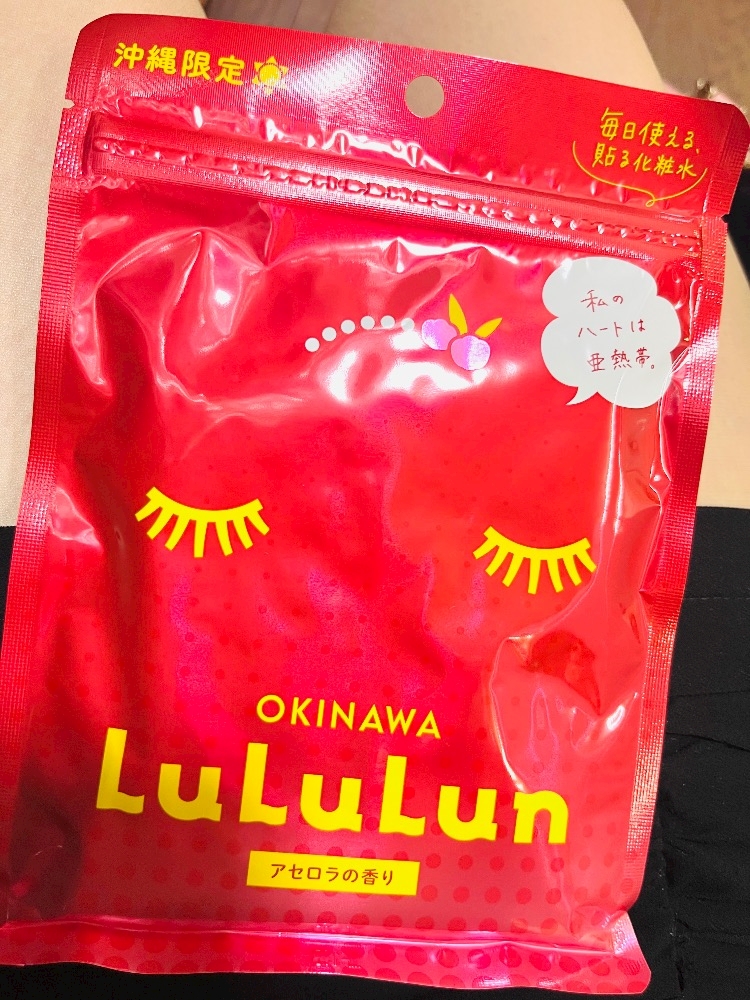 沖縄限定
毎日使える、
貼る化粧水
私の
ハートは
亜熱帯。
OKINAWA
LuLuLun
アセロラの香り